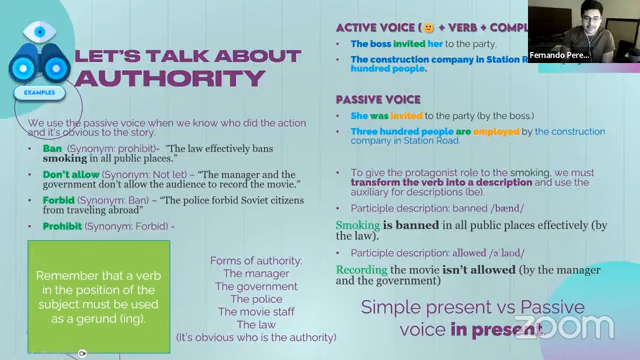 LET'S TALK ABOUT
AUTHORITY
EXAMPLES
We use the passive voice when we know who did the action
and it's obvious to the story.
• Ban (Synonym: prohibit)- "The law effectively bans
smoking in all public places."
• Don't allow (Synonym: Not let) – "The manager and the
government don't allow the audience to record the movie."
• Forbid (Synonym: Ban) – "The police forbid Soviet citizens
from traveling abroad"
• Prohibit (Synonym: Forbid) -
Remember that a verb
in the position of the
subject must be used
as a gerund (ing).
Forms of authority:
The manager
The government
The police
The movie staff
The law
(It's obvious who is the authority)
ACTIVE VOICE ( + VERB + COMPL
• The boss invited her to the party.
• The construction company in Station R
hundred people.
PASSIVE VOICE
• She was invited to the party (by the boss.)
• Three hundred people are employed by the construction
company in Station Road.
• To give the protagonist role to the smoking, we must
transform the verb into a description and use the
auxiliar for descriptions (be).
• Participle description: banned /bænd/
Smoking is banned in all public places effectively (by
the law).
• Participle description: allowed /əˈlaʊd/
Recording the movie isn't allowed (by the manager
and the government)
Simple present vs Passive
voice in present
Fernando Pere...
zoom